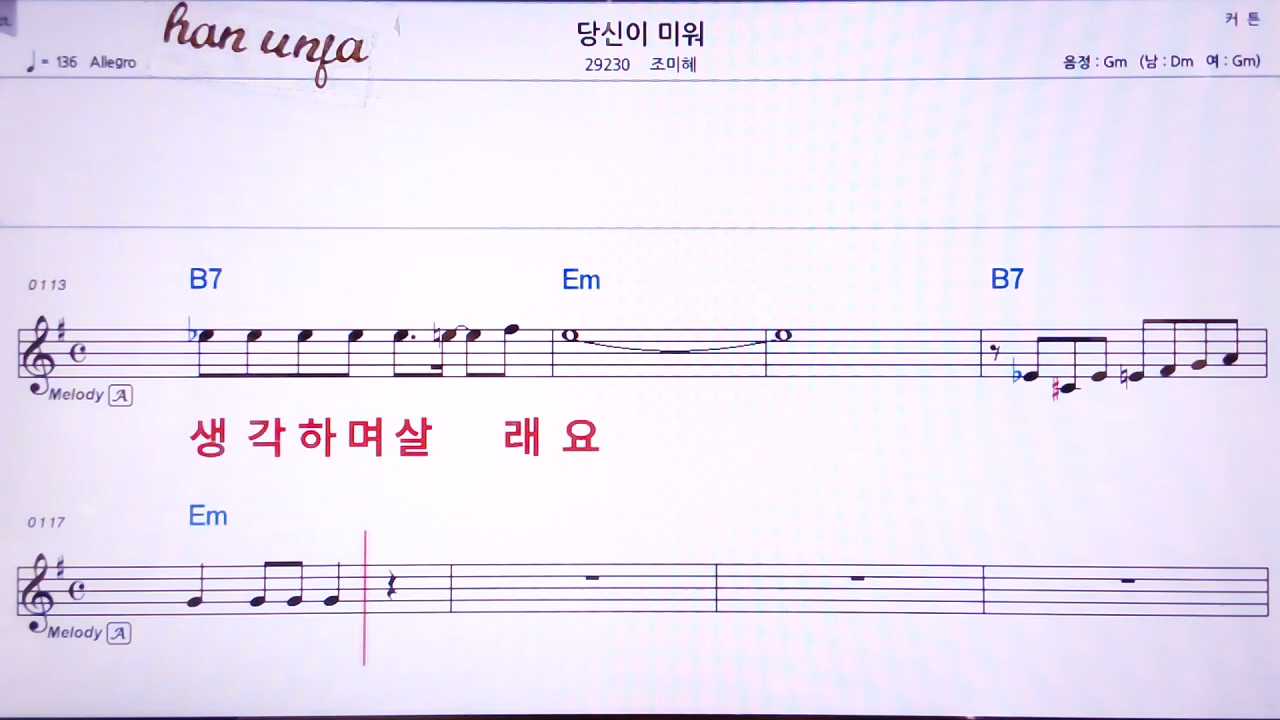 han unja
당신이 미워
커 튼
♩ = 136 Allegro
29230 조미혜
음정 : Gm (남 : Dm 여 : Gm)
0113
B7 Em B7
Melody A
생 각 하 며 살 래 요
0117
Em
Melody A